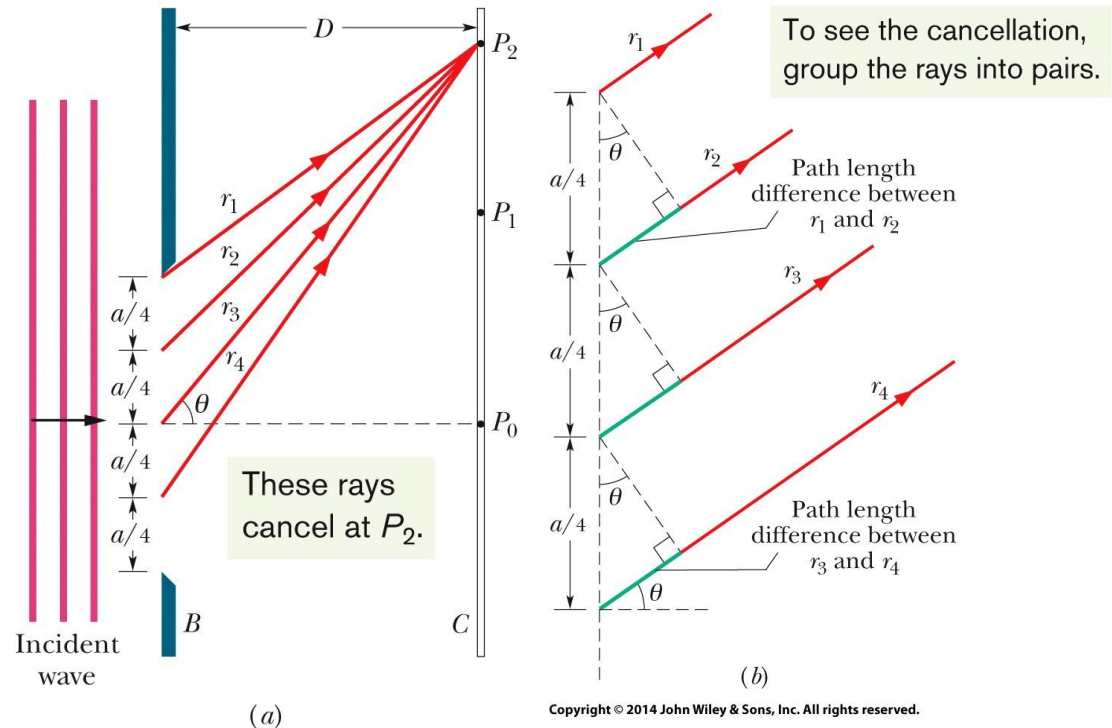 D
P2
r1
r2
r3
r4
P1
a/4
a/4
a/4
a/4
θ
P0
These rays
cancel at P2.
B
C
Incident
wave
(a)
To see the cancellation,
group the rays into pairs.
r1
θ
a/4
r2
Path length
difference between
r1 and r2
θ
a/4
r3
θ
a/4
r4
Path length
difference between
r3 and r4
θ
(b)
Copyright © 2014 John Wiley & Sons, Inc. All rights reserved.